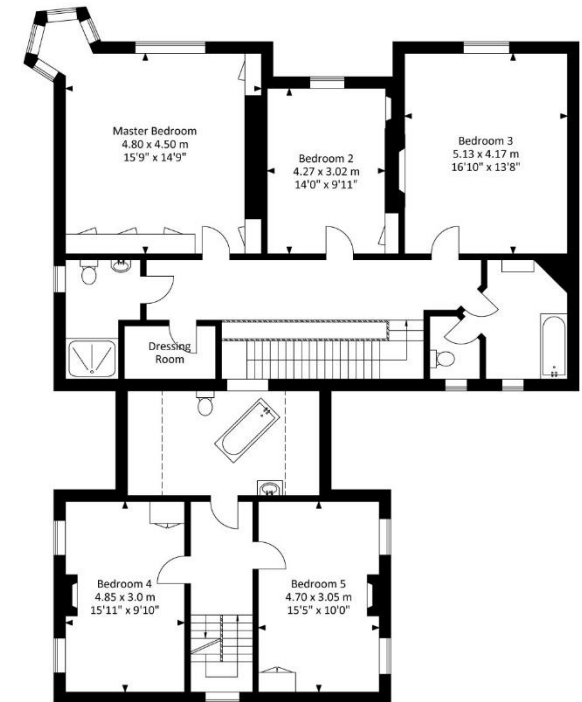 Master Bedroom
4.80 x 4.50 m
15'9" x 14'9"
Bedroom 2
4.27 x 3.02 m
14'0" x 9'11"
Bedroom 3
5.13 x 4.17 m
16'10" x 13'8"
Dressing
Room
Bedroom 4
4.85 x 3.0 m
15'11" x 9'10"
Bedroom 5
4.70 x 3.05 m
15'5" x 10'0"